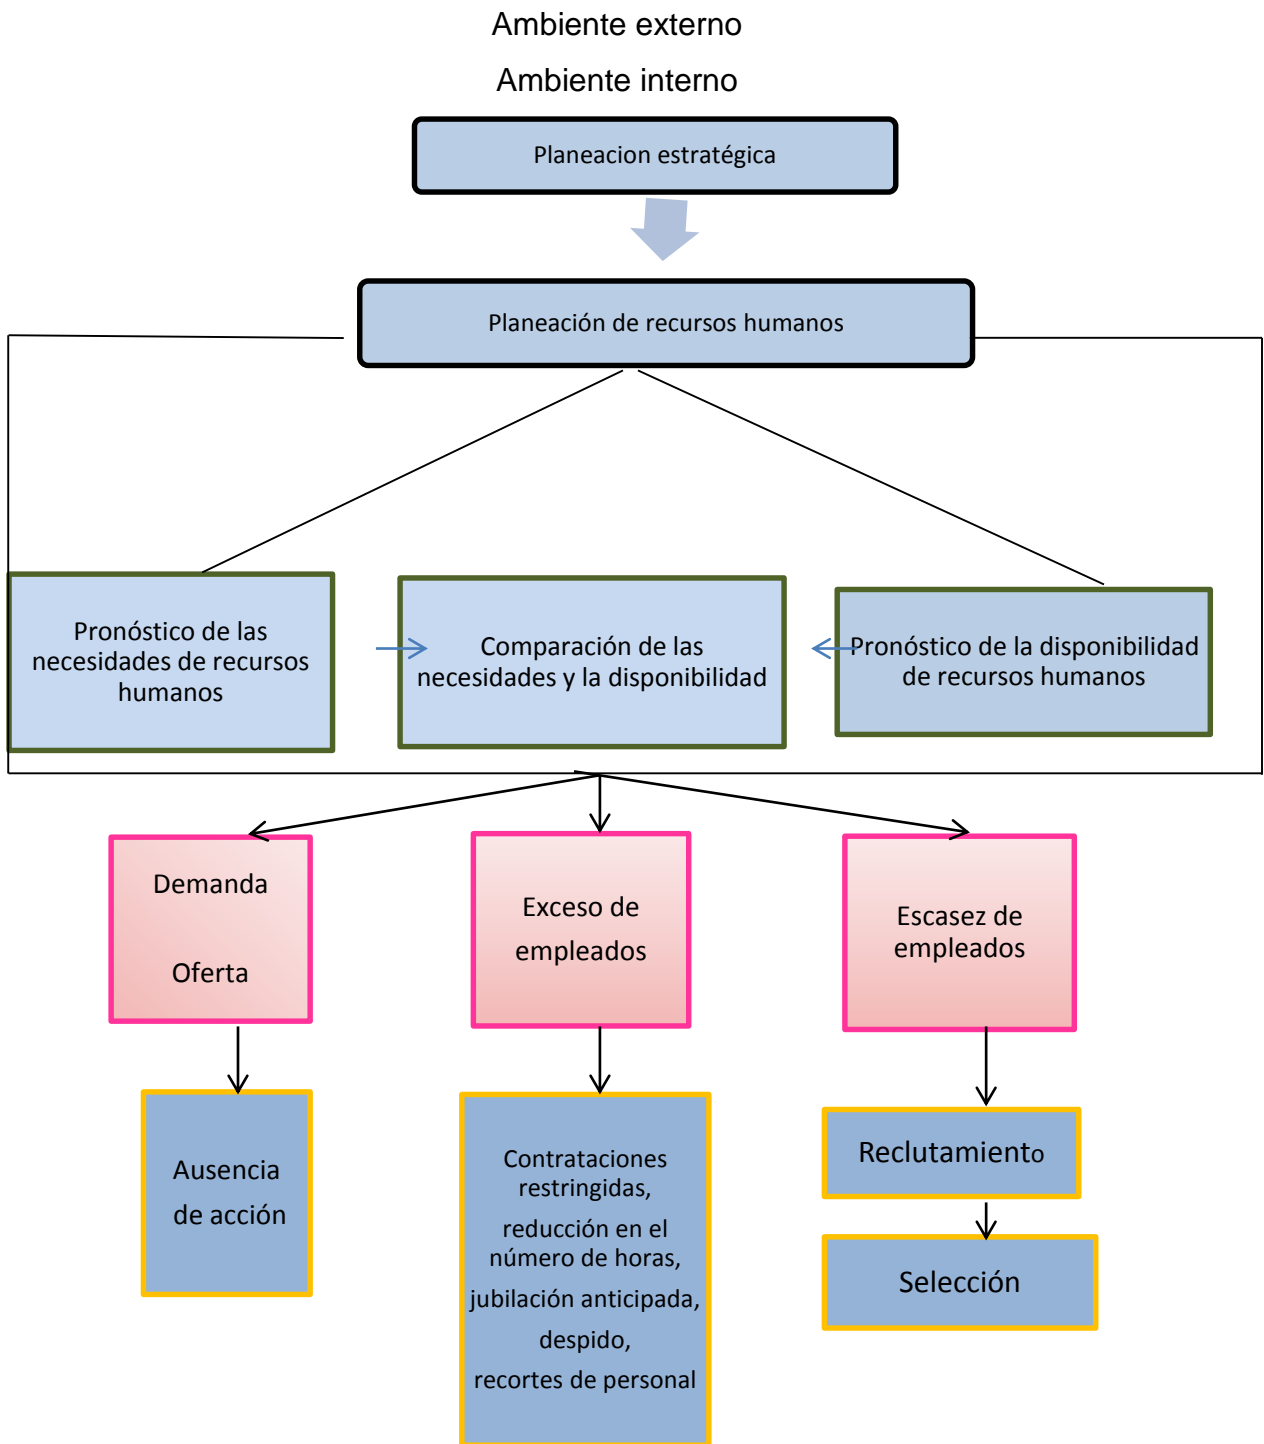 Ambiente externo
Ambiente interno
Planeacion estratégica
Planeación de recursos humanos
Pronóstico de las
necesidades de recursos
humanos
Comparación de las
necesidades y la disponibilidad
Pronóstico de la disponibilidad
de recursos humanos
Demanda
Oferta
Exceso de
empleados
Escasez de
empleados
Ausencia
de acción
Contrataciones
restringidas,
reducción en el
número de horas,
jubilación anticipada,
despido,
recortes de personal
Reclutamiento
Selección